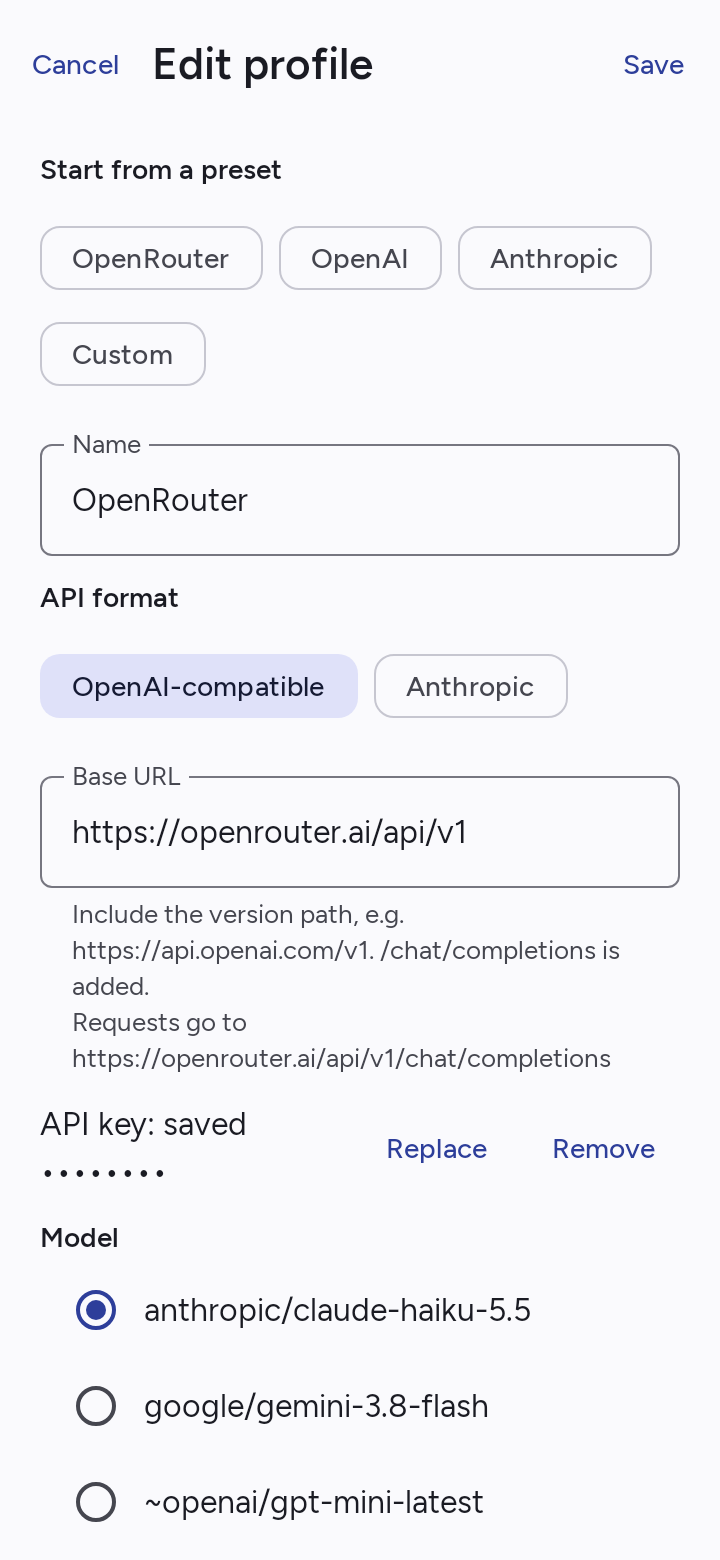 Cancel Edit profile Save
Start from a preset
OpenRouter OpenAI Anthropic
Custom
Name
OpenRouter
API format
OpenAI-compatible Anthropic
Base URL
https://openrouter.ai/api/v1
Include the version path, e.g.
https://api.openai.com/v1. /chat/completions is
added.
Requests go to
https://openrouter.ai/api/v1/chat/completions
API key: saved
•••••••• Replace Remove
Model
anthropic/claude-haiku-5.5
google/gemini-3.8-flash
~openai/gpt-mini-latest